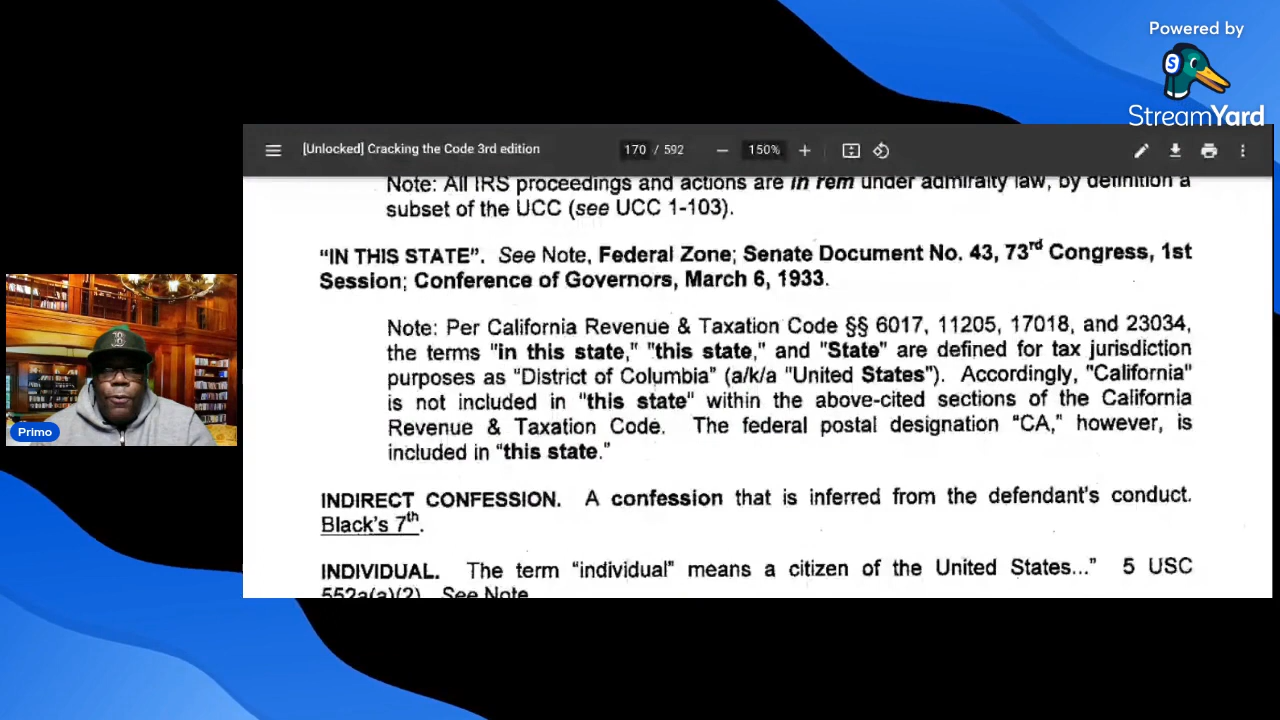 Powered by
StreamYard
[Unlocked] Cracking the Code 3rd edition
170 / 592
150%
Note: All IRS proceedings and actions are in rem under admiralty law, by definition a
subset of the UCC (see UCC 1-103).
“IN THIS STATE”. See Note, Federal Zone; Senate Document No. 43, 73rd Congress, 1st
Session; Conference of Governors, March 6, 1933.
Note: Per California Revenue & Taxation Code §§ 6017, 11205, 17018, and 23034,
the terms "in this state," "this state," and "State" are defined for tax jurisdiction
purposes as “District of Columbia” (a/k/a “United States”). Accordingly, “California”
is not included in "this state" within the above-cited sections of the California
Revenue & Taxation Code. The federal postal designation “CA,” however, is
included in “this state.”
INDIRECT CONFESSION. A confession that is inferred from the defendant's conduct.
Black's 7th.
INDIVIDUAL. The term “individual” means a citizen of the United States...” 5 USC
552a(a)(2). See Note
Primo